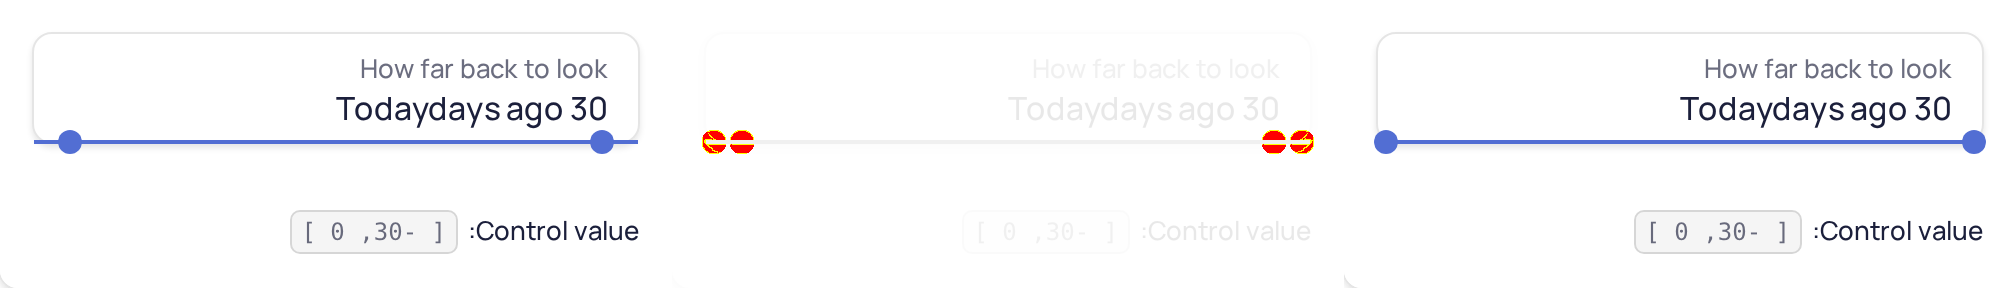 How far back to look
Todaydays ago 30
[ 0 ,30- ] :Control value
How far back to look
Todaydays ago 30
[ 0 ,30- ] :Control value
How far back to look
Todaydays ago 30
[ 0 ,30- ] :Control value